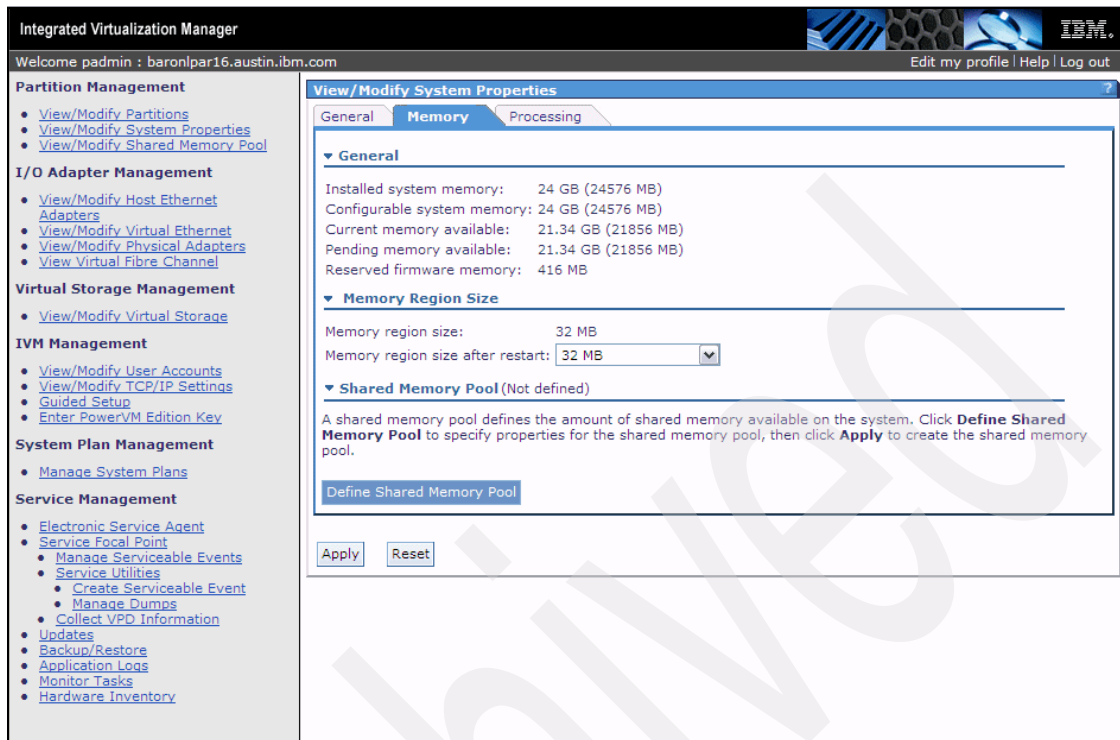 Integrated Virtualization Manager
IBM.
Welcome padmin : baronlpar16.austin.ibm.com
Edit my profile | Help | Log out
Partition Management
View/Modify Partitions
View/Modify System Properties
View/Modify Shared Memory Pool
I/O Adapter Management
View/Modify Host Ethernet
Adapters
View/Modify Virtual Ethernet
View/Modify Physical Adapters
View Virtual Fibre Channel
Virtual Storage Management
View/Modify Virtual Storage
IVM Management
View/Modify User Accounts
View/Modify TCP/IP Settings
Guided Setup
Enter PowerVM Edition Key
System Plan Management
Manage System Plans
Service Management
Electronic Service Agent
Service Focal Point
Manage Serviceable Events
Service Utilities
Create Serviceable Event
Manage Dumps
Collect VPD Information
Updates
Backup/Restore
Application Logs
Monitor Tasks
Hardware Inventory
View/Modify System Properties
?
General Memory Processing
General
Installed system memory: 24 GB (24576 MB)
Configurable system memory: 24 GB (24576 MB)
Current memory available: 21.34 GB (21856 MB)
Pending memory available: 21.34 GB (21856 MB)
Reserved firmware memory: 416 MB
Memory Region Size
Memory region size: 32 MB
Memory region size after restart: 32 MB
Shared Memory Pool (Not defined)
A shared memory pool defines the amount of shared memory available on the system. Click Define Shared
Memory Pool to specify properties for the shared memory pool, then click Apply to create the shared memory
pool.
Define Shared Memory Pool
Apply Reset
hived